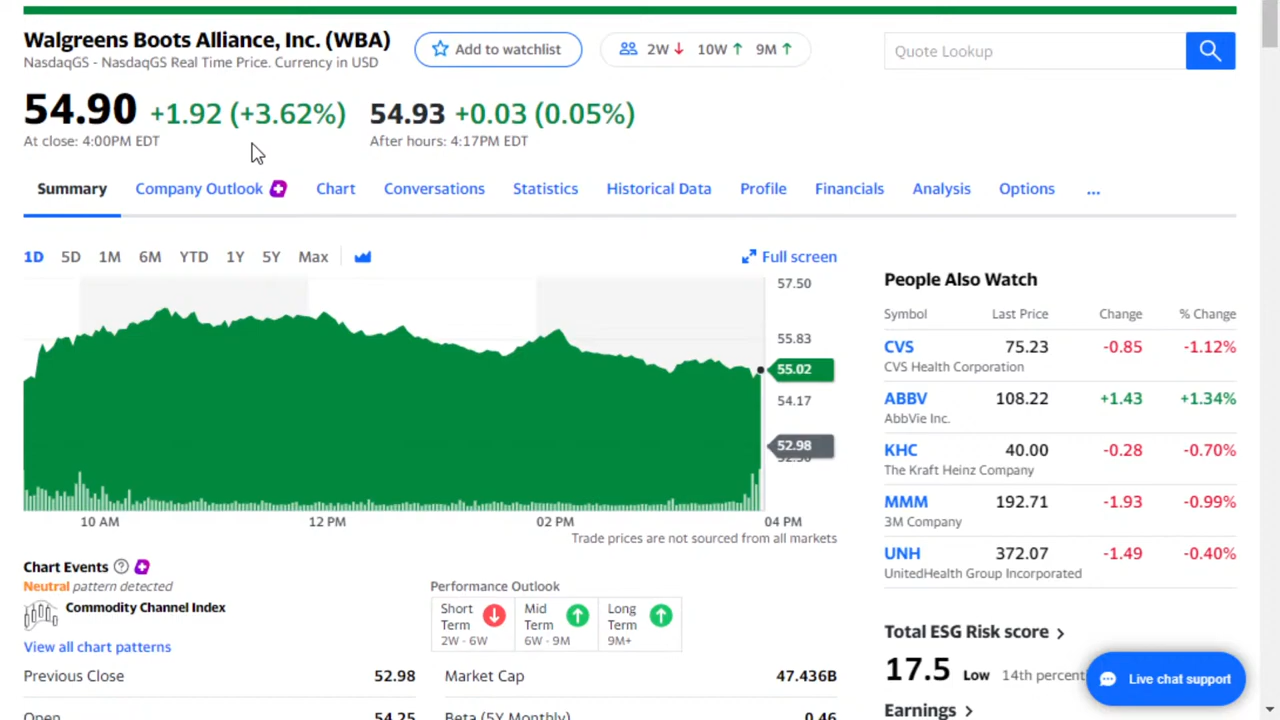 Walgreens Boots Alliance, Inc. (WBA)
Add to watchlist
2W 10W 9M
Quote Lookup
NasdaqGS - NasdaqGS Real Time Price. Currency in USD
54.90 +1.92 (+3.62%) 54.93 +0.03 (0.05%)
At close: 4:00PM EDT After hours: 4:17PM EDT
Summary Company Outlook Chart Conversations Statistics Historical Data Profile Financials Analysis Options ...
1D 5D 1M 6M YTD 1Y 5Y Max Full screen
57.50
55.83
55.02
54.17
52.98
10 AM 12 PM 02 PM 04 PM
Trade prices are not sourced from all markets
Chart Events
Neutral pattern detected
Commodity Channel Index
View all chart patterns
Performance Outlook
Short Term 2W - 6W
Mid Term 6W - 9M
Long Term 9M+
Previous Close 52.98
Market Cap 47.436B
Open 54.25
Beta (5Y Monthly) 0.46
People Also Watch
Symbol Last Price Change % Change
CVS 75.23 -0.85 -1.12%
CVS Health Corporation
ABBV 108.22 +1.43 +1.34%
AbbVie Inc.
KHC 40.00 -0.28 -0.70%
The Kraft Heinz Company
MMM 192.71 -1.93 -0.99%
3M Company
UNH 372.07 -1.49 -0.40%
UnitedHealth Group Incorporated
Total ESG Risk score
17.5 Low 14th percent
Live chat support
Earnings